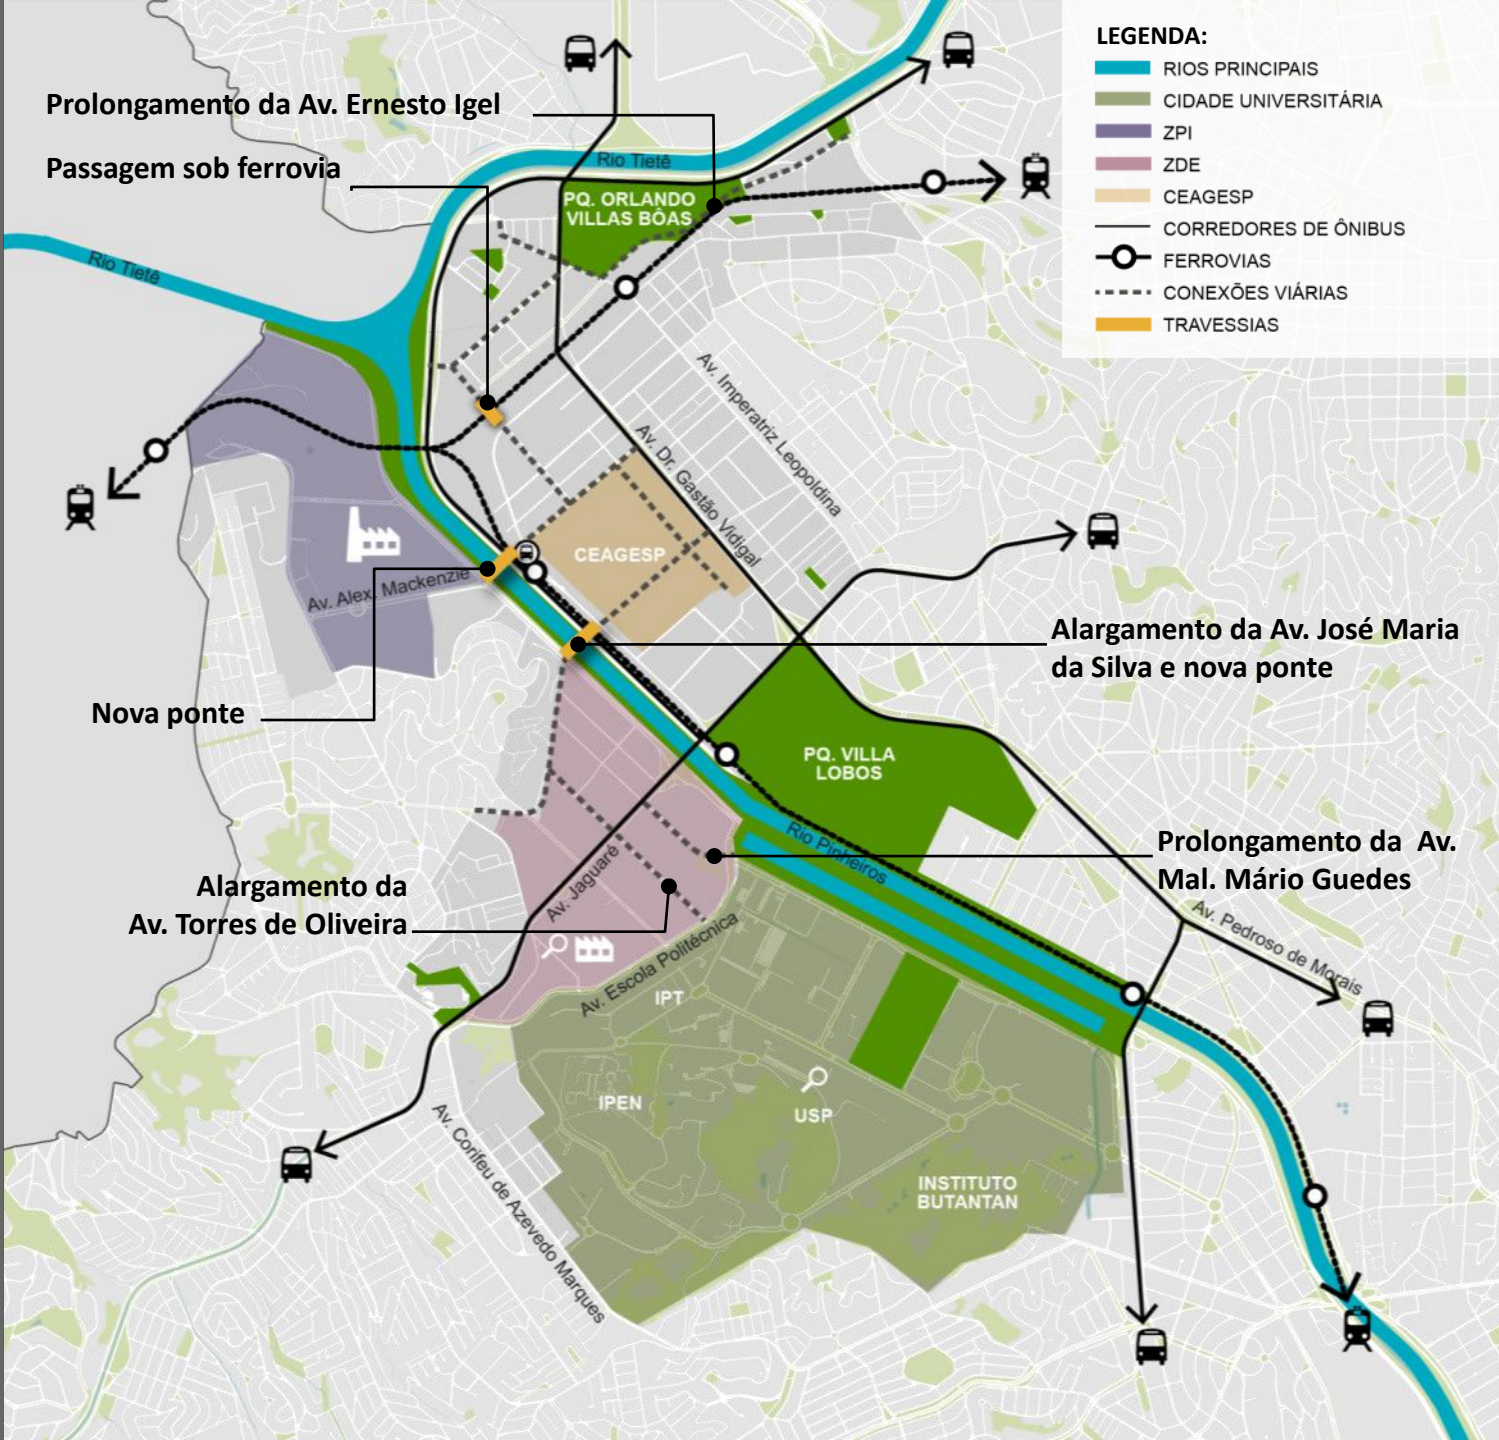 LEGENDA:
RIOS PRINCIPAIS
CIDADE UNIVERSITÁRIA
ZPI
ZDE
CEAGESP
CORREDORES DE ÔNIBUS
FERROVIAS
CONEXÕES VIÁRIAS
TRAVESSIAS
Prolongamento da Av. Ernesto Igel
Passagem sob ferrovia
Rio Tietê
PQ. ORLANDO
VILLAS BÔAS
Rio Tietê
Av. Imperatriz Leopoldina
Av. Dr. Gastão Vidigal
CEAGESP
Av. Alex. Mackenzie
Nova ponte
Alargamento da Av. José Maria
da Silva e nova ponte
PQ. VILLA
LOBOS
Rio Pinheiros
Prolongamento da Av.
Mal. Mário Guedes
Alargamento da
Av. Torres de Oliveira
Av. Jaguaré
Av. Escola Politécnica
Av. Pedroso de Morais
IPT
IPEN
USP
INSTITUTO
BUTANTAN
Av. Corifeu de Azevedo Marques